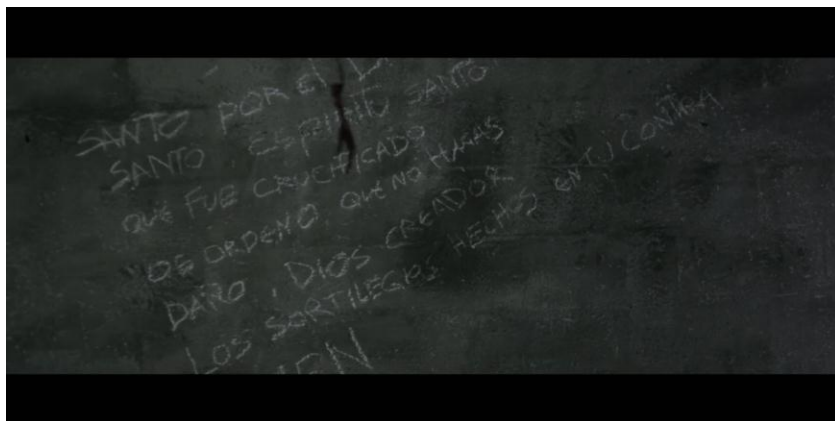 SANTO POR EL
SANTO, ESPIRITU SANTO
QUE FUE CRUCIFICADO
OS ORDENO QUE NO HAGAS
DAÑO, DIOS CREADOR
LOS SORTILEGIOS HECHOS EN TU CONTRA